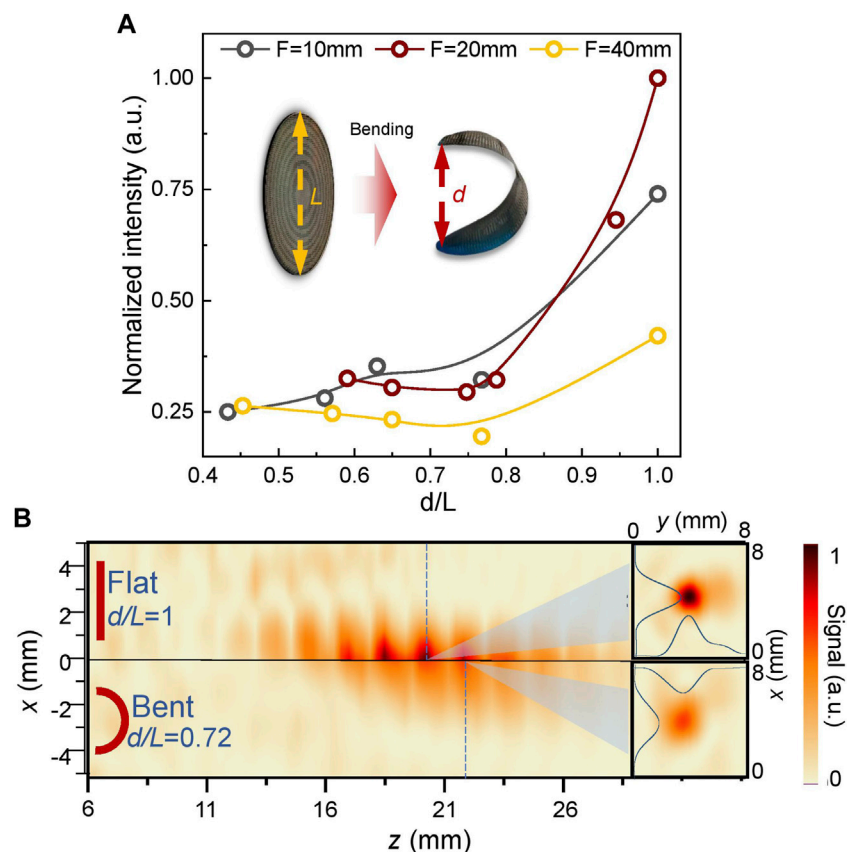 A
F=10mm F=20mm F=40mm
1.00
0.75
0.50
0.25
Normalized intensity (a.u.)
Bending
L
d
0.4 0.5 0.6 0.7 0.8 0.9 1.0
d/L
B
0 y (mm) 8
4
2
0
-2
-4
x (mm)
Flat
d/L=1
Bent
d/L=0.72
8
0
8
0
x (mm)
1
0
Signal (a.u.)
6 11 16 21 26
z (mm)